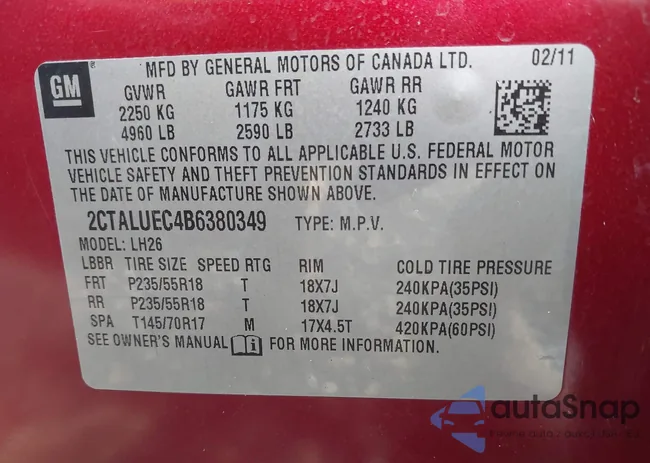 GM
MFD BY GENERAL MOTORS OF CANADA LTD. 02/11
GVWR GAWR FRT GAWR RR
2250 KG 1175 KG 1240 KG
4960 LB 2590 LB 2733 LB
THIS VEHICLE CONFORMS TO ALL APPLICABLE U.S. FEDERAL MOTOR
VEHICLE SAFETY AND THEFT PREVENTION STANDARDS IN EFFECT ON
THE DATE OF MANUFACTURE SHOWN ABOVE.
2CTALUEC4B6380349 TYPE: M.P.V.
MODEL: LH26
LBBR TIRE SIZE SPEED RTG RIM COLD TIRE PRESSURE
FRT P235/55R18 T 18X7J 240KPA(35PSI)
RR P235/55R18 T 18X7J 240KPA(35PSI)
SPA T145/70R17 M 17X4.5T 420KPA(60PSI)
SEE OWNER'S MANUAL FOR MORE INFORMATION.
autoSnap